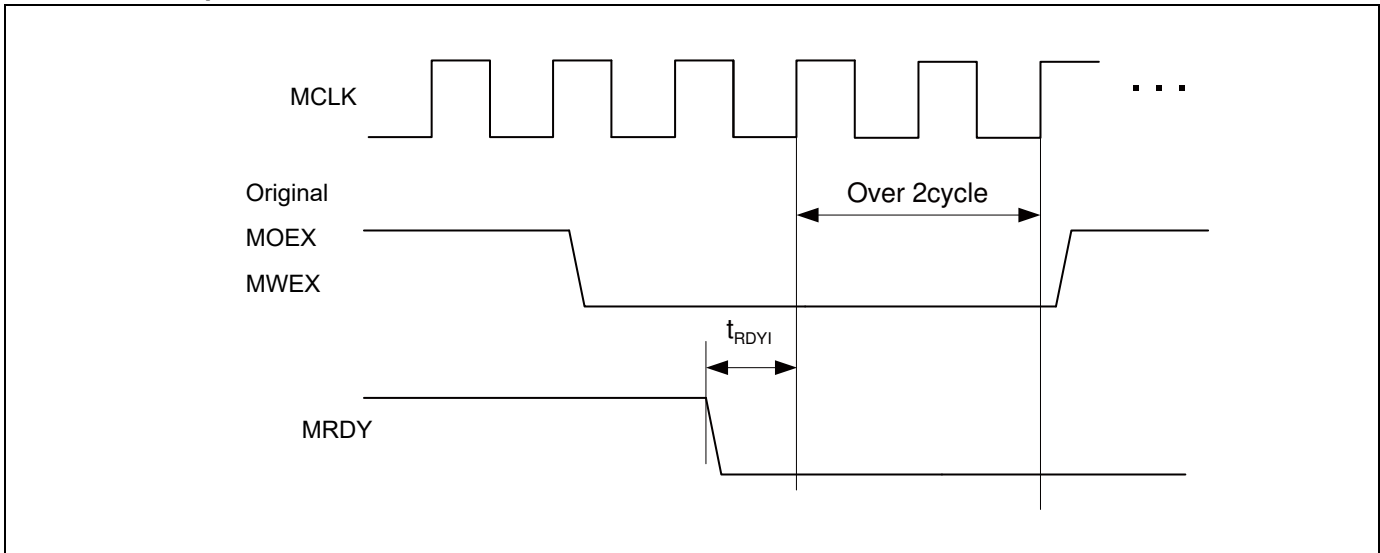 MCLK
. . .
Original
Over 2cycle
MOEX
MWEX
tRDYI
MRDY